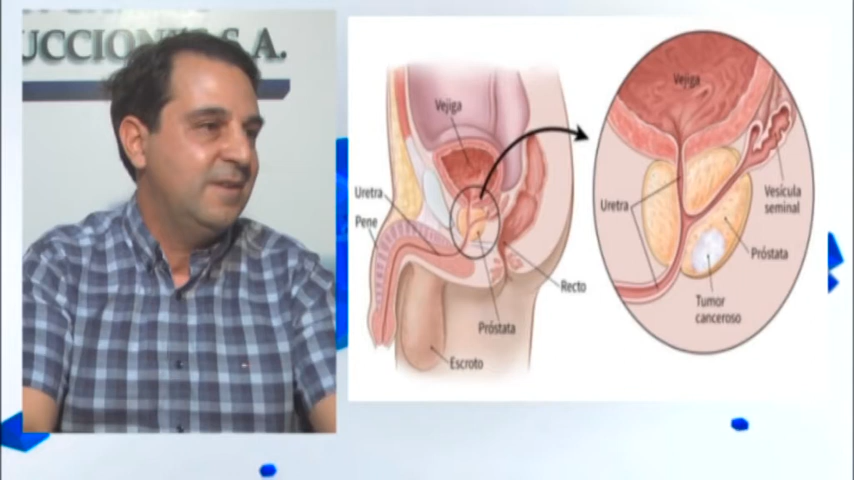 UCCIONES S.A.
Vejiga
Uretra
Pene
Recto
Próstata
Escroto
Vejiga
Uretra
Vesícula
seminal
Próstata
Tumor
canceroso